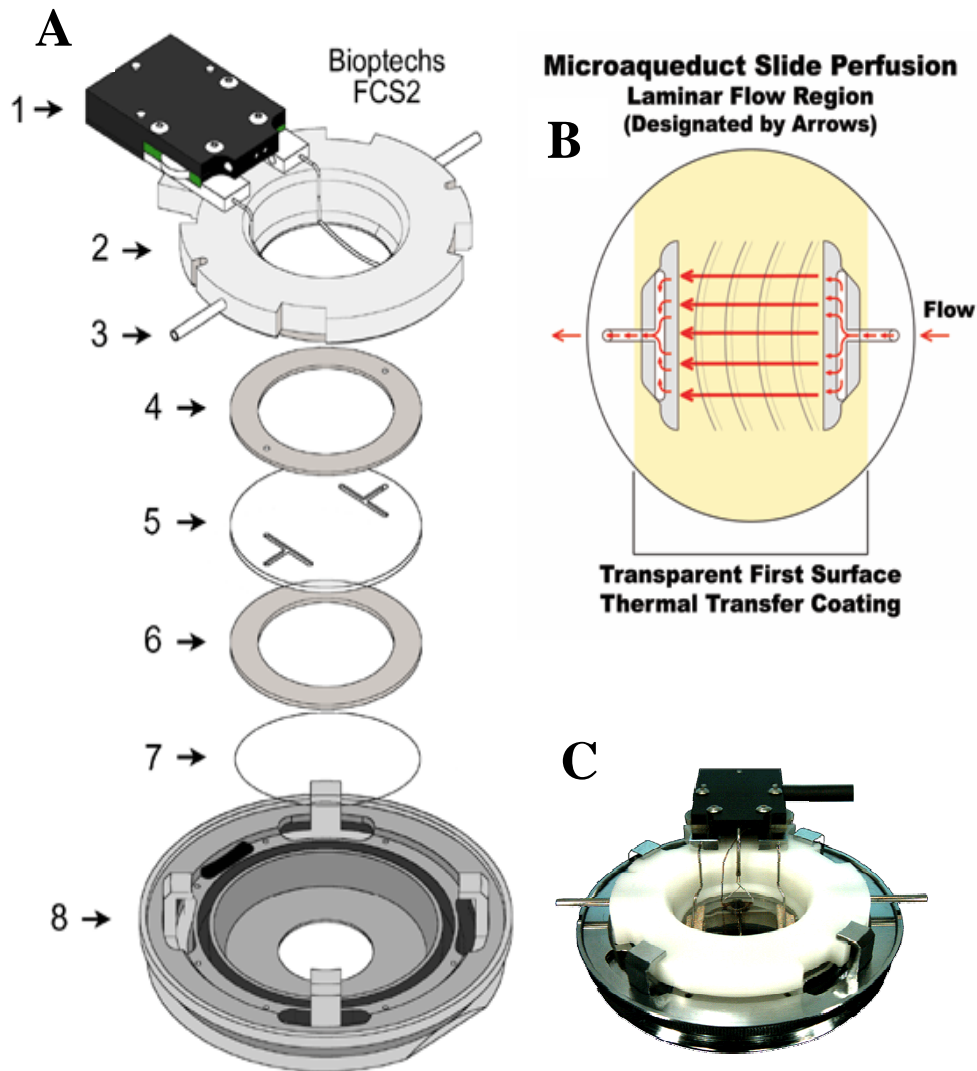 A
Bioptechs
FCS2
1
2
3
4
5
6
7
8
Microaqueduct Slide Perfusion
Laminar Flow Region
(Designated by Arrows)
B
Flow
Transparent First Surface
Thermal Transfer Coating
C